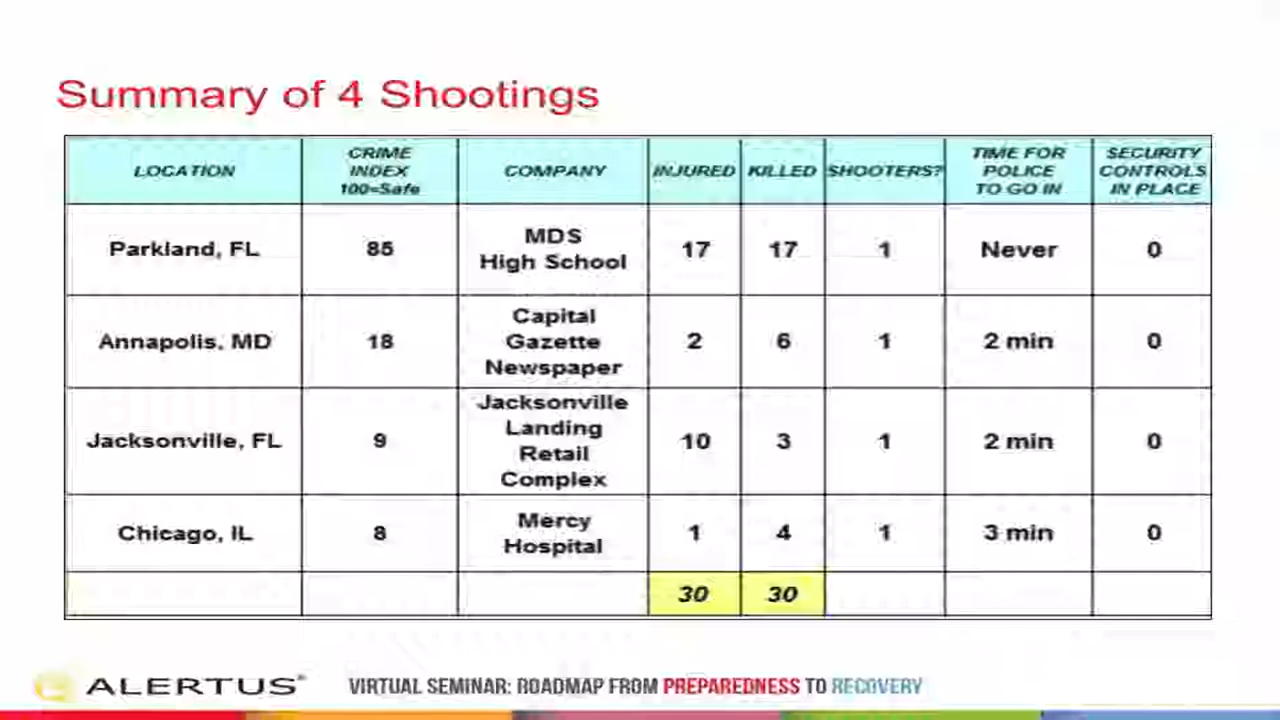 Summary of 4 Shootings
LOCATION
CRIME
INDEX
100=Safe
COMPANY
INJURED
KILLED
SHOOTERS?
TIME FOR
POLICE
TO GO IN
SECURITY
CONTROLS
IN PLACE
Parkland, FL
85
MDS
High School
17
17
1
Never
0
Annapolis, MD
18
Capital
Gazette
Newspaper
2
6
1
2 min
0
Jacksonville, FL
9
Jacksonville
Landing
Retail
Complex
10
3
1
2 min
0
Chicago, IL
8
Mercy
Hospital
1
4
1
3 min
0
30
30
ALERTUS®
VIRTUAL SEMINAR: ROADMAP FROM PREPAREDNESS TO RECOVERY